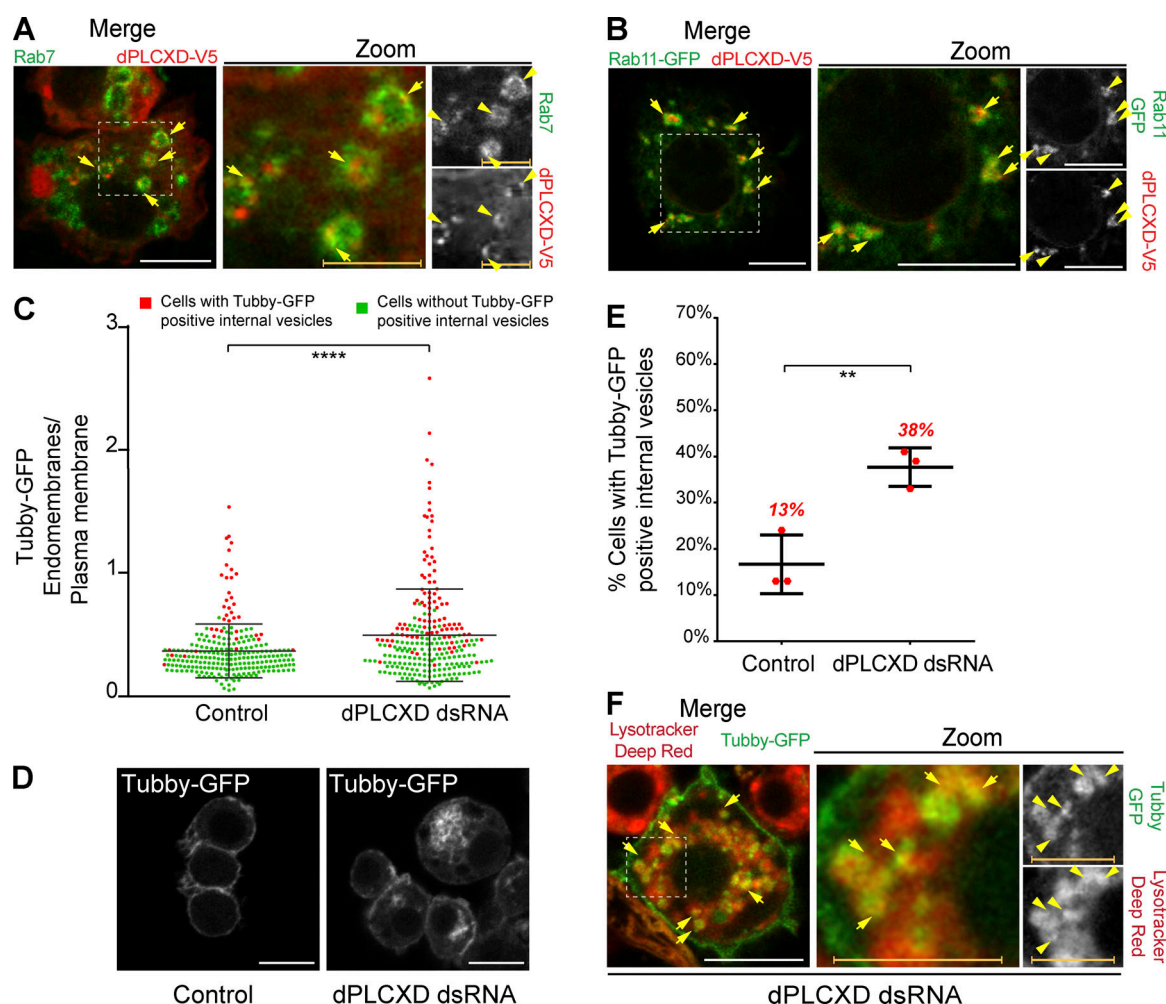 A
Merge
Rab7 dPLCXD-V5
Zoom
Rab7
dPLCXD-V5
B
Merge
Rab11-GFP dPLCXD-V5
Zoom
Rab11
GFP
dPLCXD-V5
C
Cells with Tubby-GFP
positive internal vesicles
Cells without Tubby-GFP
positive internal vesicles
Tubby-GFP
Endomembranes/
Plasma membrane
3
2
1
0
****
Control
dPLCXD dsRNA
E
% Cells with Tubby-GFP
positive internal vesicles
70%
60%
50%
40%
30%
20%
10%
0%
**
13%
38%
Control
dPLCXD dsRNA
D
Tubby-GFP
Tubby-GFP
Control
dPLCXD dsRNA
F
Merge
Lysotracker
Deep Red
Tubby-GFP
Zoom
Tubby
GFP
Lysotracker
Deep Red
dPLCXD dsRNA